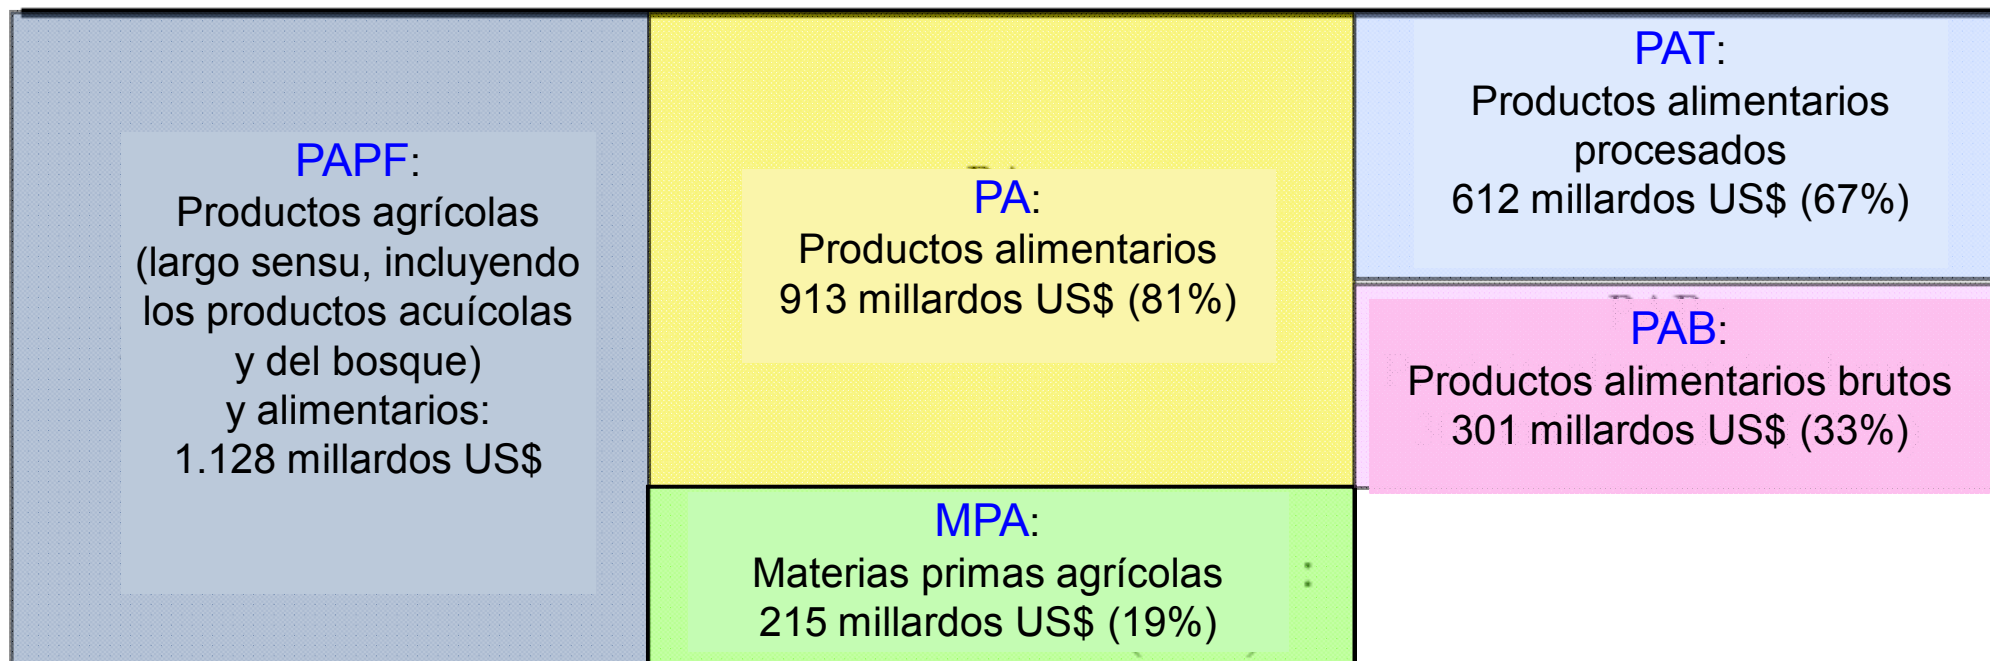 PAPF:
Productos agrícolas
(largo sensu, incluyendo
los productos acuícolas
y del bosque)
y alimentarios:
1.128 millardos US$
PA:
Productos alimentarios
913 millardos US$ (81%)
MPA:
Materias primas agrícolas
215 millardos US$ (19%)
PAT:
Productos alimentarios
procesados
612 millardos US$ (67%)
PAB:
Productos alimentarios brutos
301 millardos US$ (33%)